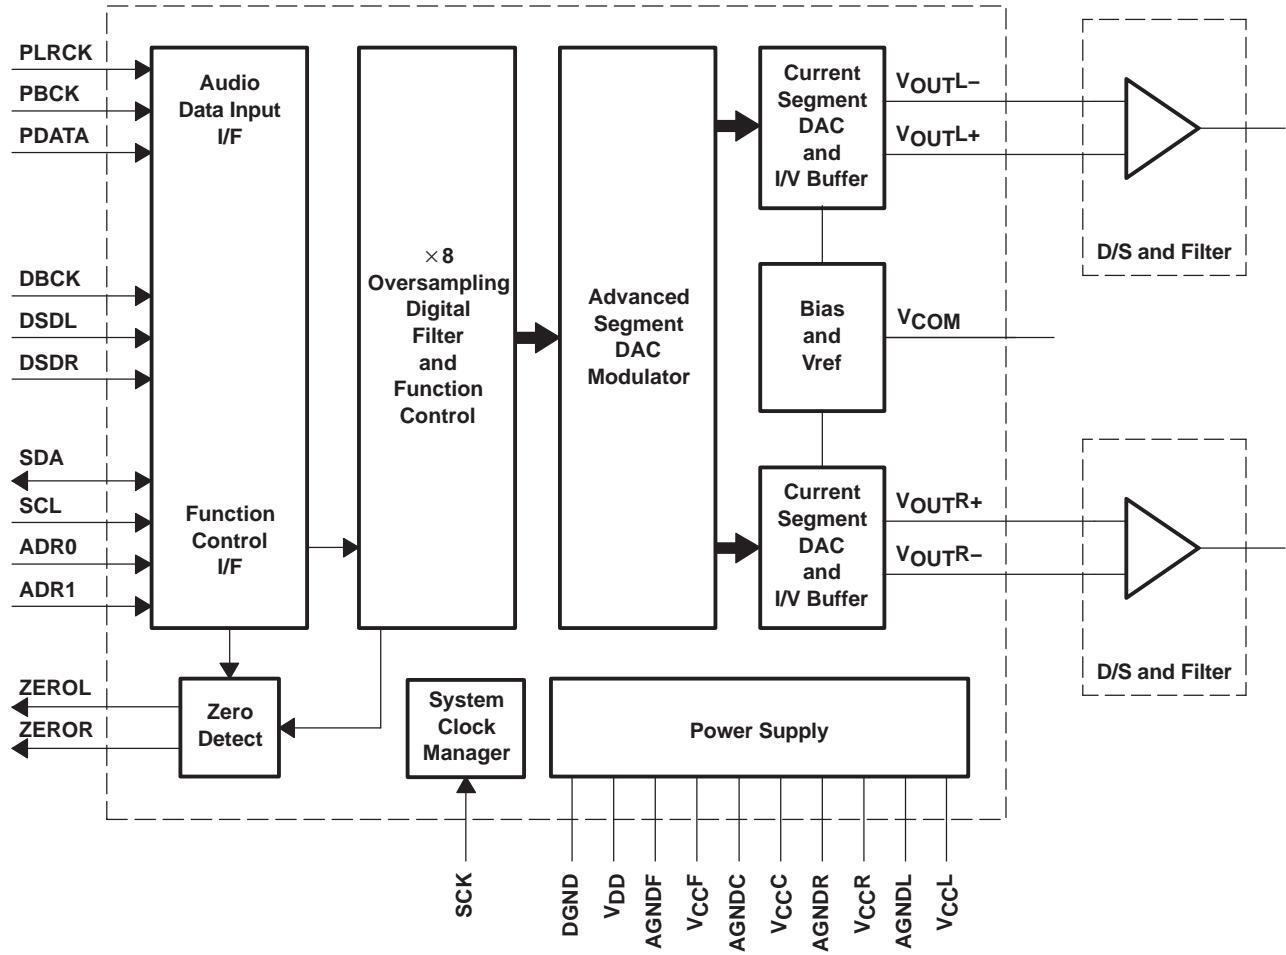 PLRCK
PBCK
PDATA
DBCK
DSDL
DSDR
SDA
SCL
ADR0
ADR1
ZEROL
ZEROR
Audio
Data Input
I/F
Function
Control
I/F
×8
Oversampling
Digital
Filter
and
Function
Control
Advanced
Segment
DAC
Modulator
Current
Segment
DAC
and
I/V Buffer
Bias
and
Vref
Current
Segment
DAC
and
I/V Buffer
VOUTL−
VOUTL+
VCOM
VOUTR+
VOUTR−
D/S and Filter
D/S and Filter
Zero
Detect
System
Clock
Manager
Power Supply
SCK
DGND
VDD
AGNDF
VCCF
AGNDC
VCCC
AGNDR
VCCR
AGNDL
VCCL